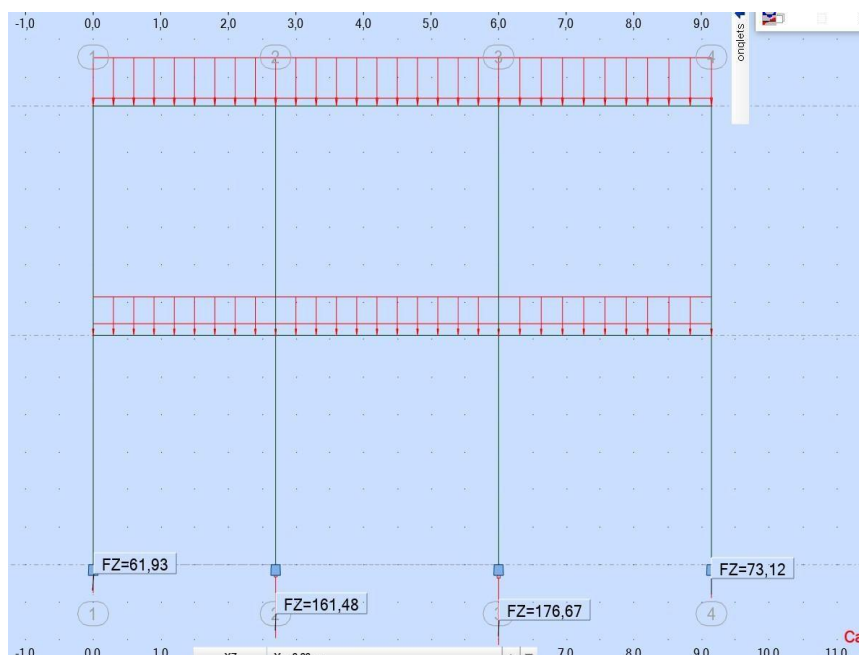 -1,0 0,0 1,0 2,0 3,0 4,0 5,0 6,0 7,0 8,0 9,0
onglets
1 2 3 4
FZ=61,93 FZ=73,12
FZ=161,48 FZ=176,67
1 2 3 4
Ca
-1,0 0,0 1,0 7,0 8,0 9,0 10,0 11,0